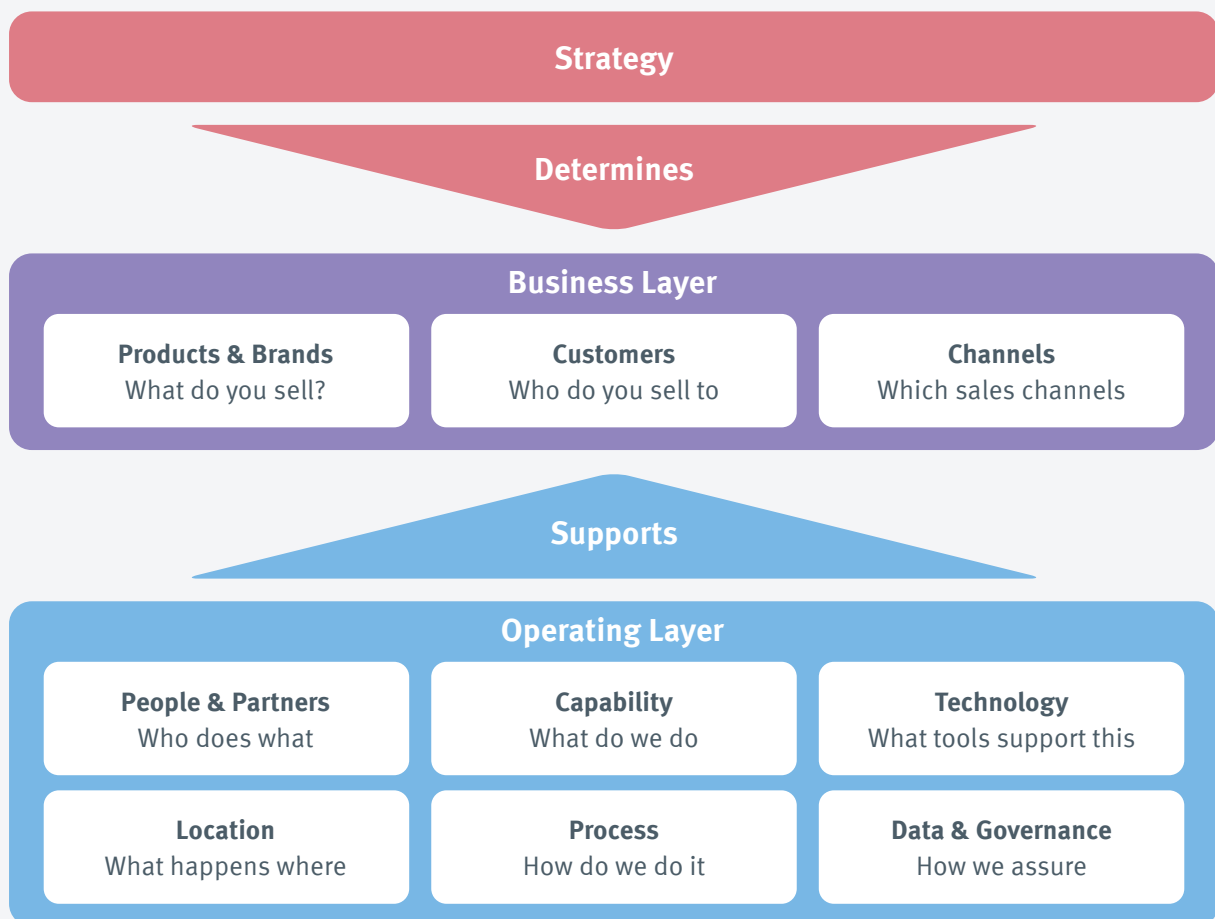 Strategy
Determines
Business Layer
Products & Brands
What do you sell?
Customers
Who do you sell to
Channels
Which sales channels
Supports
Operating Layer
People & Partners
Who does what
Capability
What do we do
Technology
What tools support this
Location
What happens where
Process
How do we do it
Data & Governance
How we assure